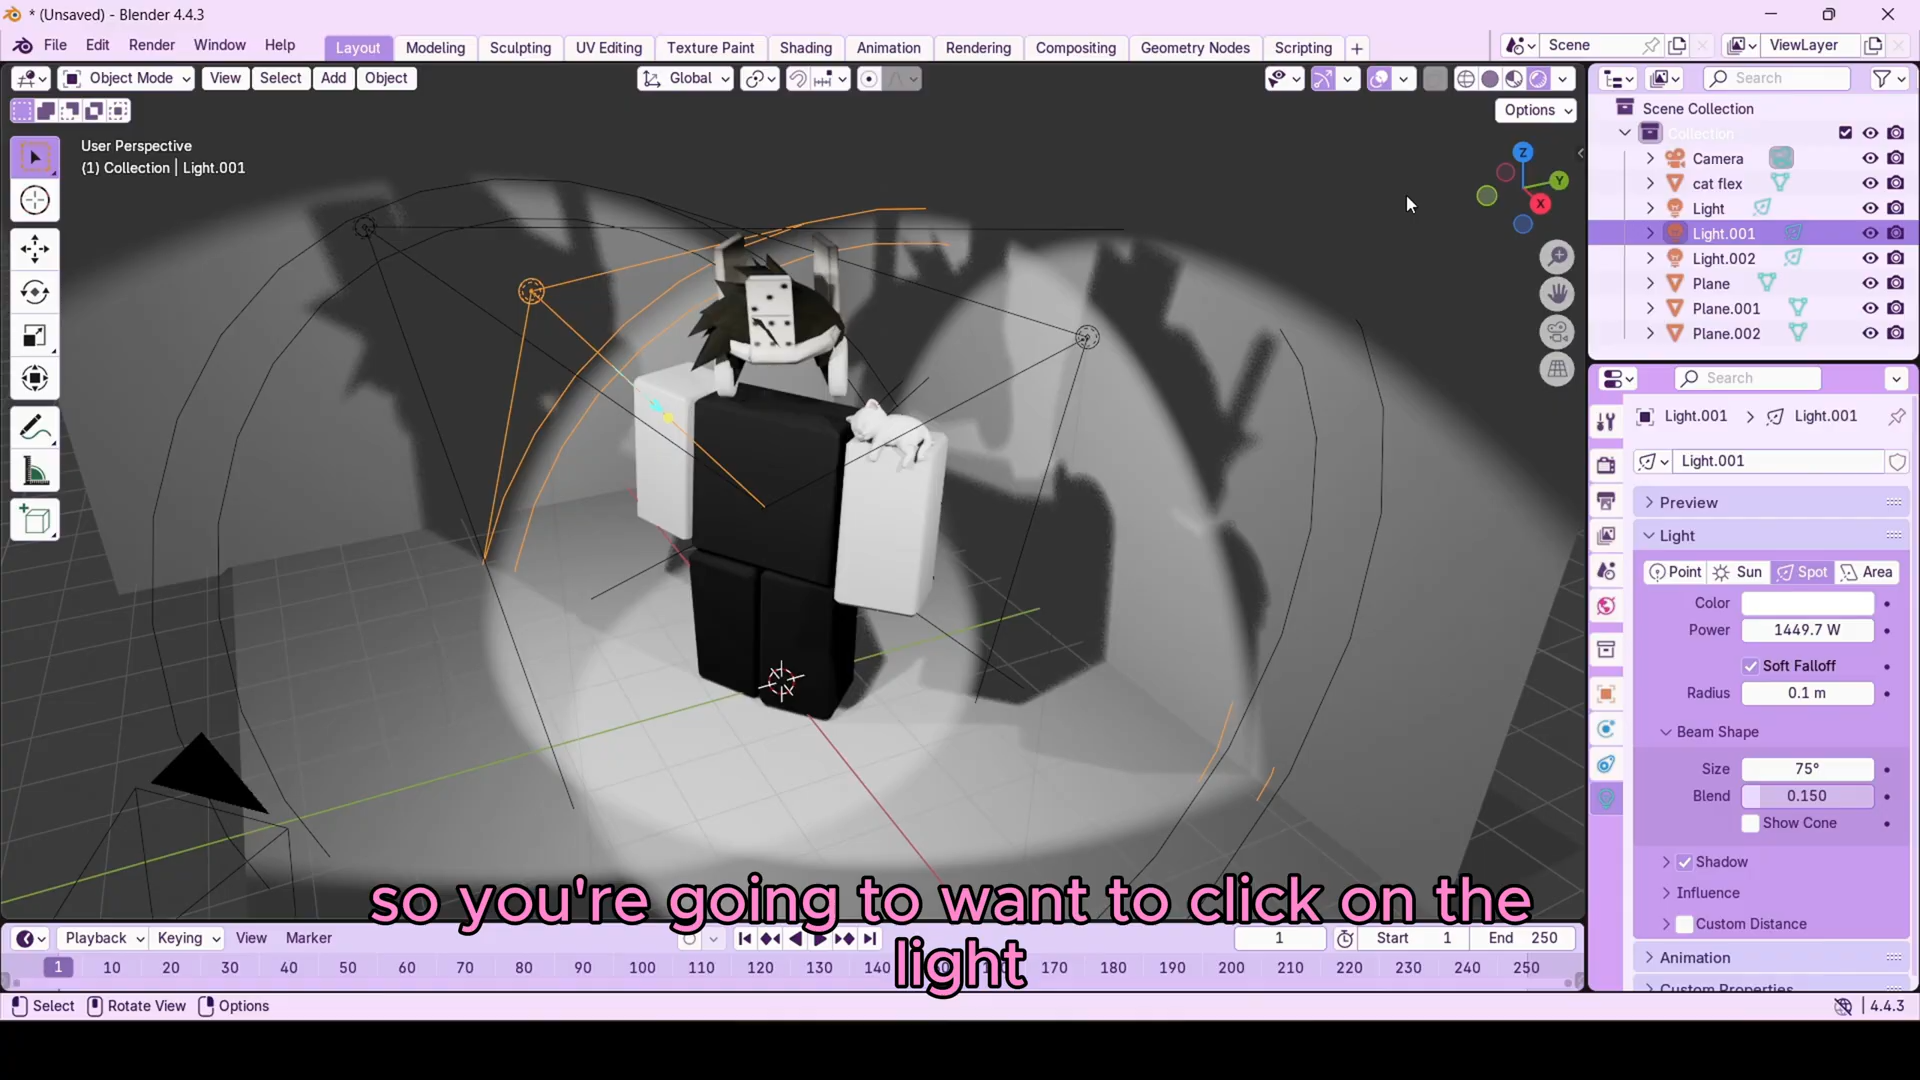 * (Unsaved) - Blender 4.4.3
File Edit Render Window Help Layout Modeling Sculpting UV Editing Texture Paint Shading Animation Rendering Compositing Geometry Nodes Scripting + Scene ViewLayer
Object Mode View Select Add Object Global Search
Options
User Perspective
(1) Collection | Light.001
Z
Y
X
Scene Collection
Collection
Camera
cat flex
Light
Light.001
Light.002
Plane
Plane.001
Plane.002
Search
Light.001 > Light.001
Light.001
Preview
Light
Point Sun Spot Area
Color
Power 1449.7 W
Soft Falloff
Radius 0.1 m
Beam Shape
Size 75°
Blend 0.150
Show Cone
Shadow
Influence
Custom Distance
Animation
Custom Properties
so you're going to want to click on the
light
Playback Keying View Marker 1 Start 1 End 250
1 10 20 30 40 50 60 70 80 90 100 110 120 130 140 170 180 190 200 210 220 230 240 250
Select Rotate View Options 4.4.3